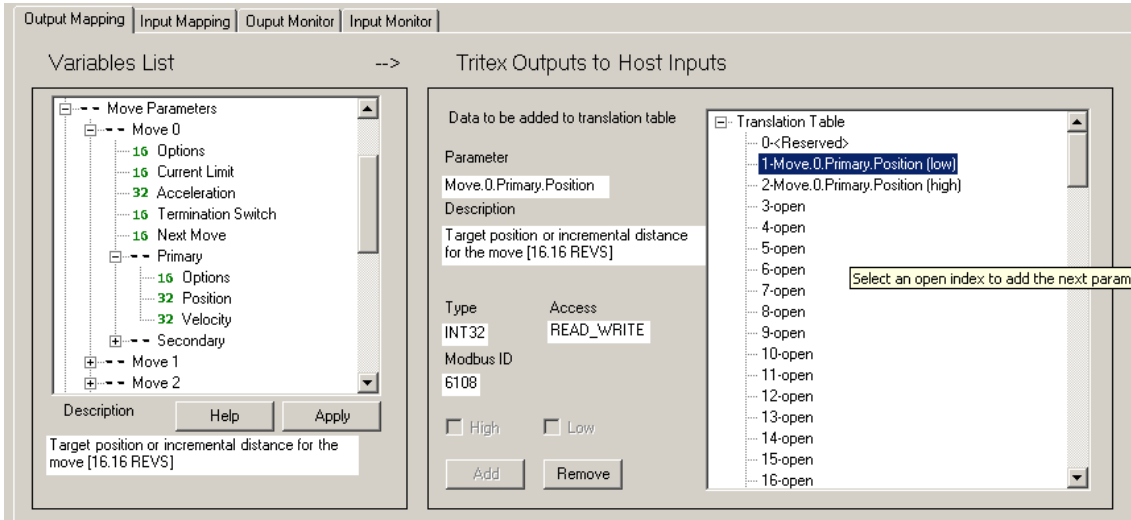 Output Mapping
Input Mapping
Ouput Monitor
Input Monitor
Variables List
-->
Tritex Outputs to Host Inputs
Move Parameters
Move 0
16 Options
16 Current Limit
32 Acceleration
16 Termination Switch
16 Next Move
Primary
16 Options
32 Position
32 Velocity
Secondary
Move 1
Move 2
Description
Help
Apply
Target position or incremental distance for the
move [16.16 REVS]
Data to be added to translation table
Parameter
Move.0.Primary.Position
Description
Target position or incremental distance
for the move [16.16 REVS]
Type
Access
INT32
READ_WRITE
Modbus ID
6108
High
Low
Add
Remove
Translation Table
0-<Reserved>
1-Move.0.Primary.Position (low)
2-Move.0.Primary.Position (high)
3-open
4-open
5-open
6-open
Select an open index to add the next param
7-open
8-open
9-open
10-open
11-open
12-open
13-open
14-open
15-open
16-open